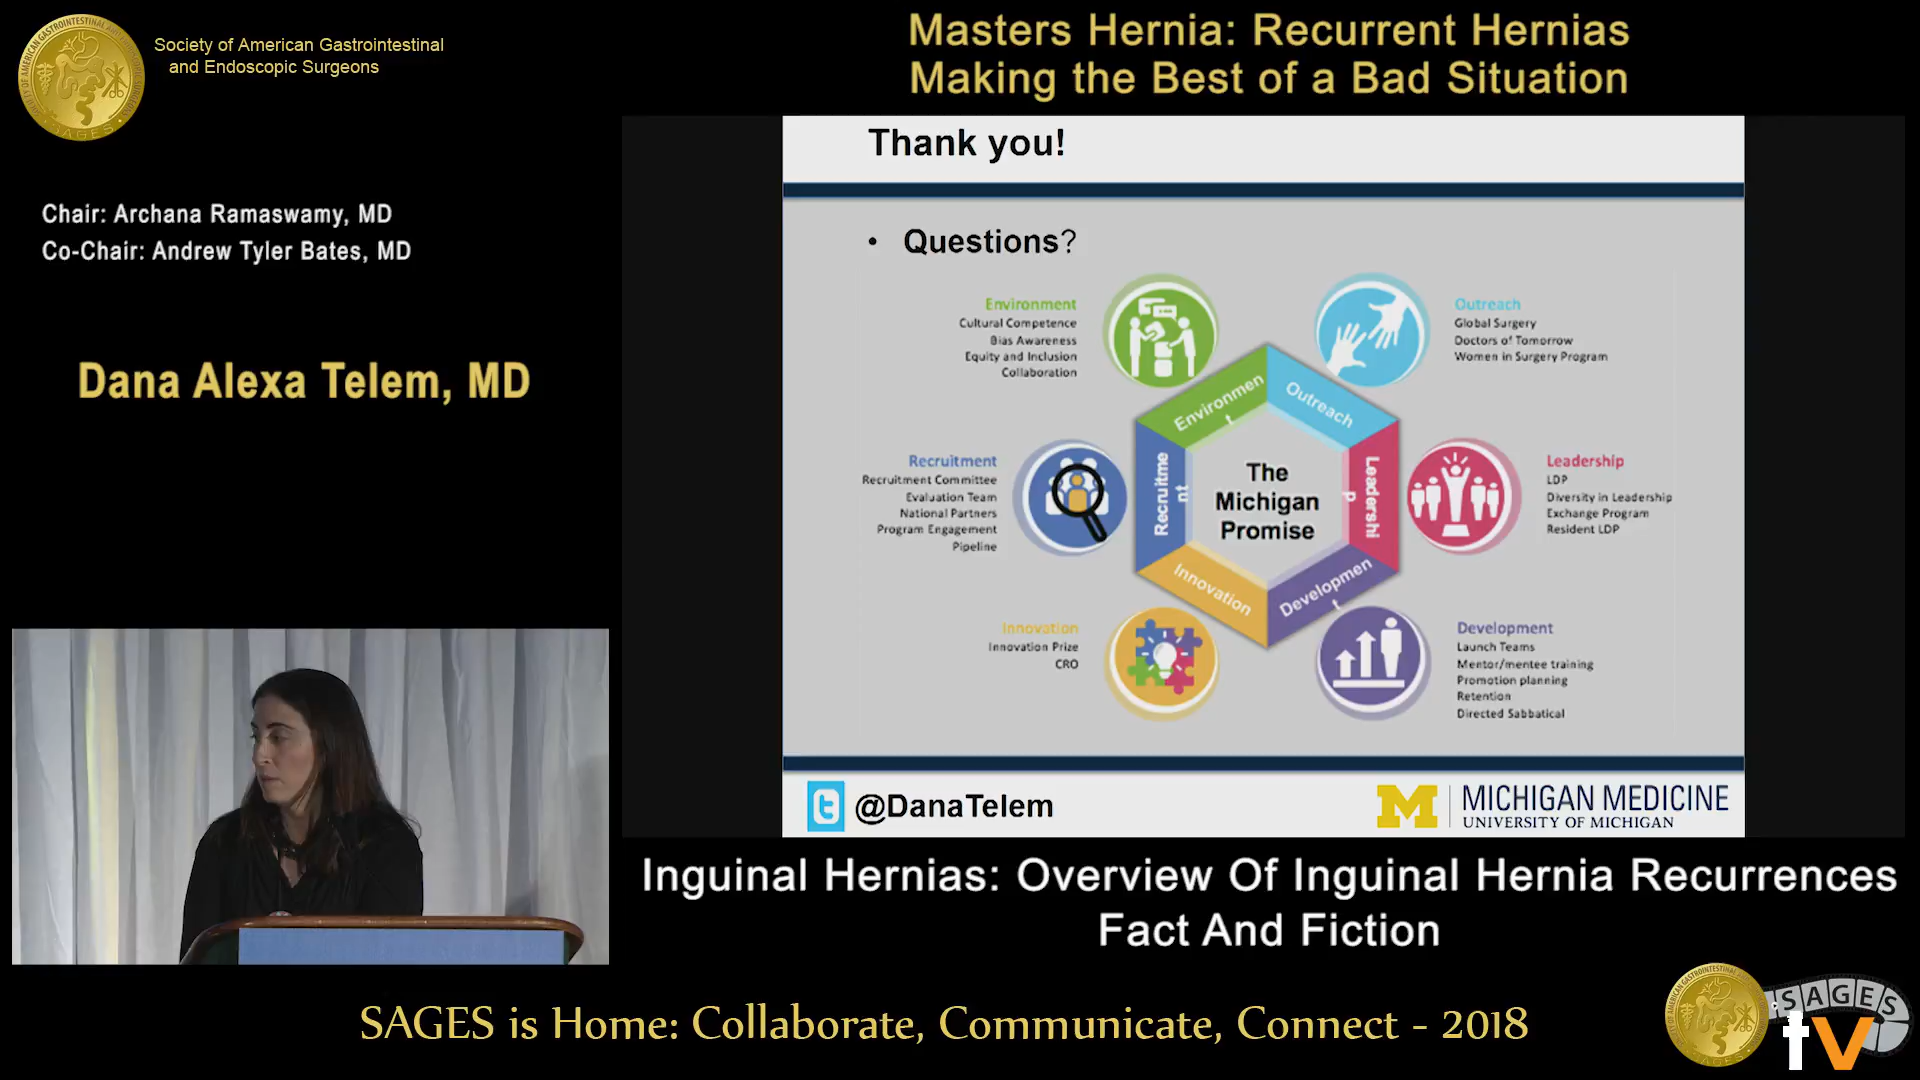 Society of American Gastrointestinal
and Endoscopic Surgeons
SAGES
Masters Hernia: Recurrent Hernias
Making the Best of a Bad Situation
Chair: Archana Ramaswamy, MD
Co-Chair: Andrew Tyler Bates, MD
Dana Alexa Telem, MD
Thank you!
• Questions?
Environment
Cultural Competence
Bias Awareness
Equity and Inclusion
Collaboration
Outreach
Global Surgery
Doctors of Tomorrow
Women in Surgery Program
Recruitment
Recruitment Committee
Evaluation Team
National Partners
Program Engagement
Pipeline
Environmen
t
Outreach
Recruitme
nt
Leadershi
p
Innovation
Developmen
t
The
Michigan
Promise
Leadership
LDP
Diversity in Leadership
Exchange Program
Resident LDP
Innovation
Innovation Prize
CRO
Development
Launch Teams
Mentor/mentee training
Promotion planning
Retention
Directed Sabbatical
@DanaTelem
M MICHIGAN MEDICINE
UNIVERSITY OF MICHIGAN
Inguinal Hernias: Overview Of Inguinal Hernia Recurrences
Fact And Fiction
SAGES is Home: Collaborate, Communicate, Connect - 2018
SAGES
tv